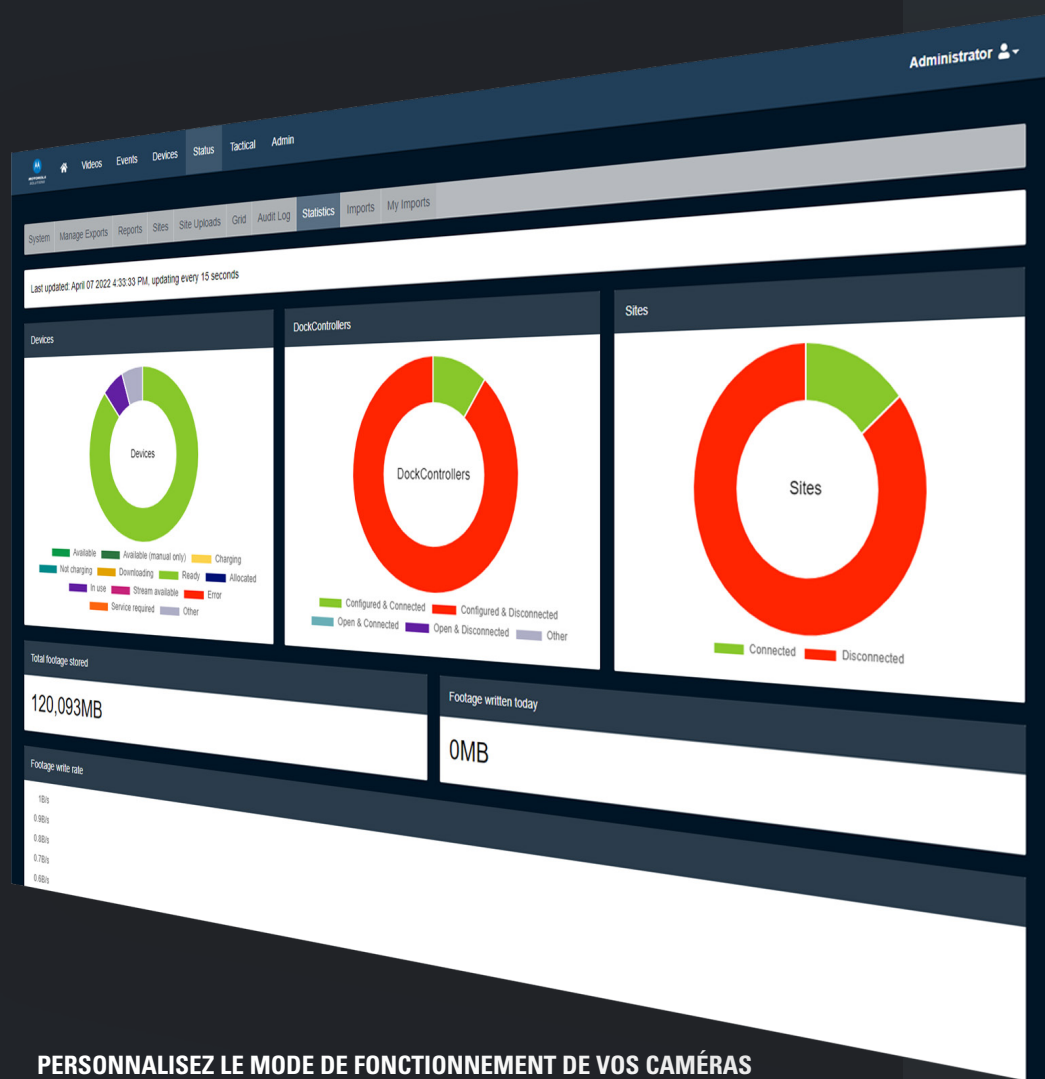 Administrator
MOTOROLA
SOLUTIONS
Videos Events Devices Status Tactical Admin
System Manage Exports Reports Sites Site Uploads Grid Audit Log Statistics Imports My Imports
Last updated: April 07 2022 4:33:33 PM, updating every 15 seconds
Devices
Devices
Available Available (manual only) Charging
Not charging Downloading Ready Allocated
In use Stream available Error
Service required Other
DockControllers
DockControllers
Configured & Connected Configured & Disconnected
Open & Connected Open & Disconnected Other
Sites
Sites
Connected Disconnected
Total footage stored
120,093MB
Footage written today
0MB
Footage write rate
1B/s
0.9B/s
0.8B/s
0.7B/s
0.6B/s
PERSONNALISEZ LE MODE DE FONCTIONNEMENT DE VOS CAMÉRAS